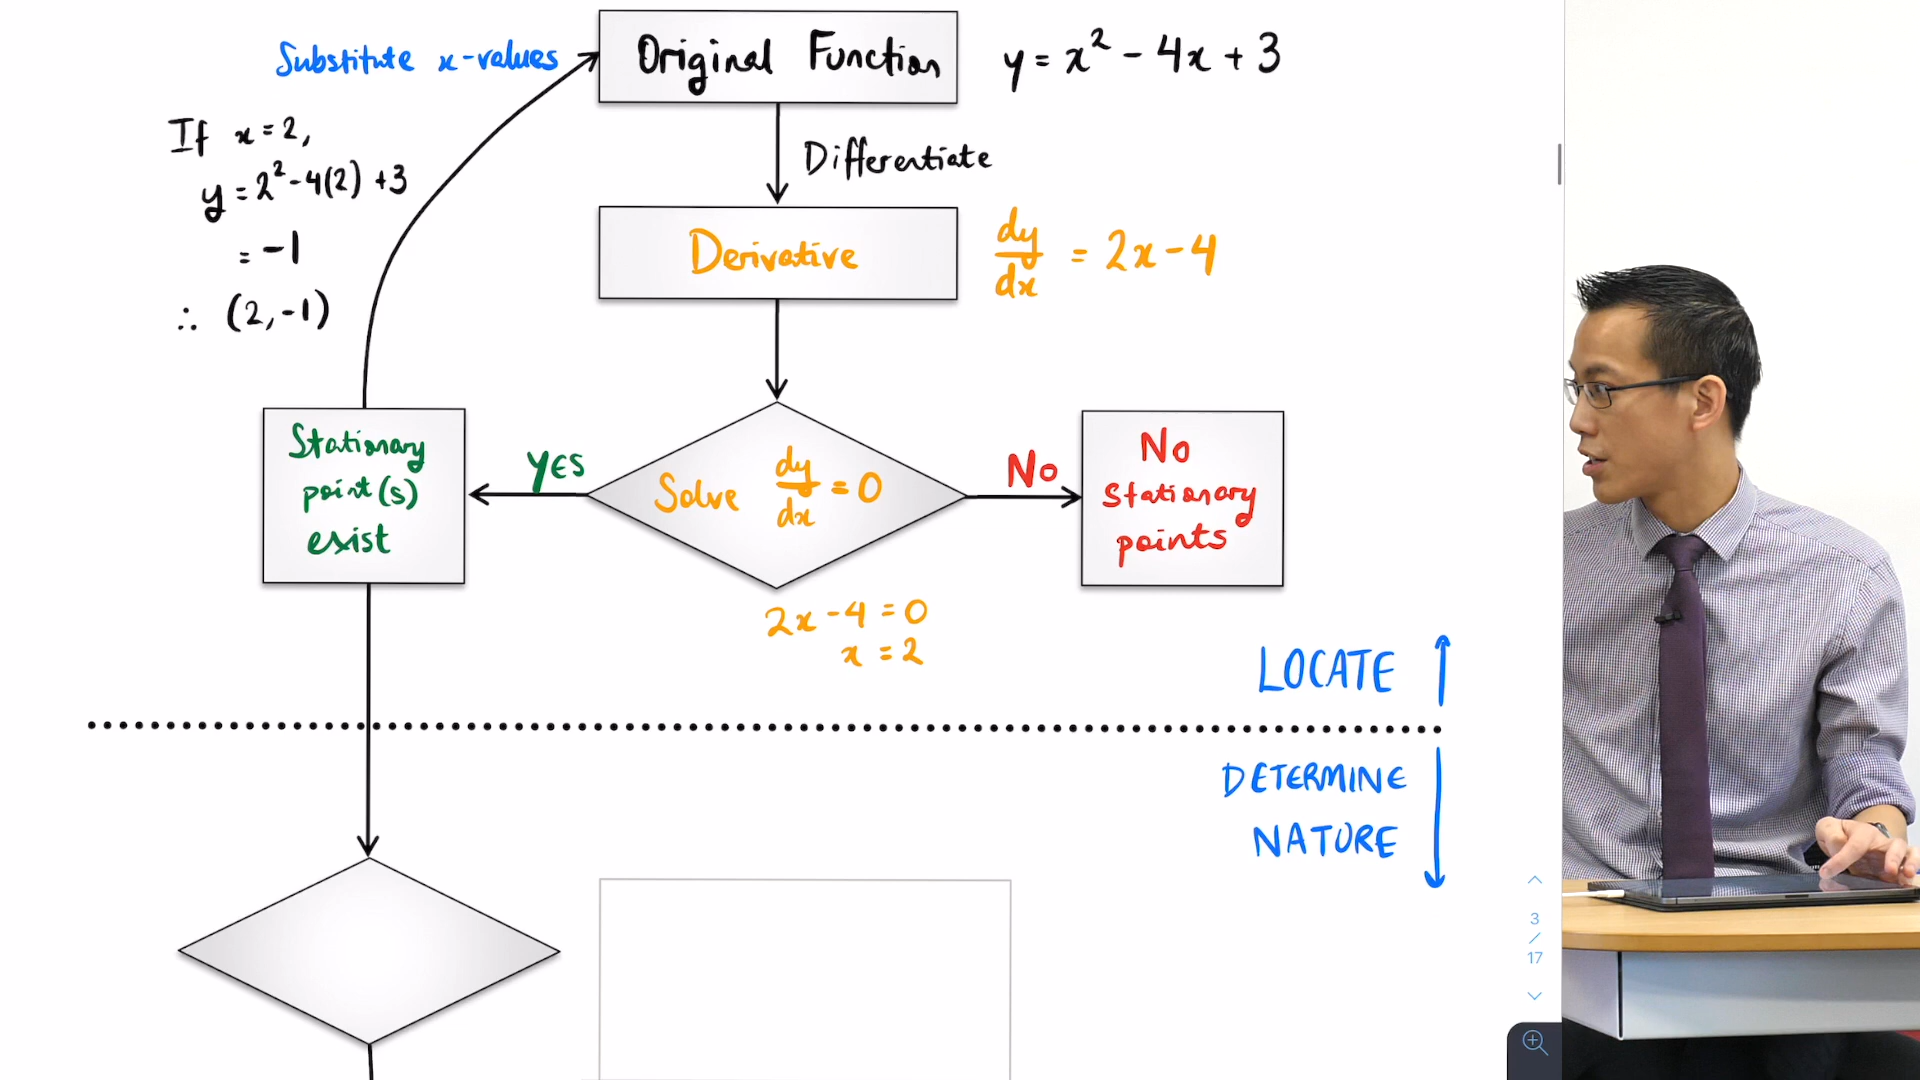 Substitute x-values
Original Function
y = x² - 4x + 3
If x = 2,
y = 2² - 4(2) + 3
= -1
∴ (2, -1)
Differentiate
Derivative
dy/dx = 2x - 4
Stationary
point(s)
exist
YES
Solve dy/dx = 0
NO
No
Stationary
points
2x - 4 = 0
x = 2
LOCATE
DETERMINE
NATURE
3
/
17